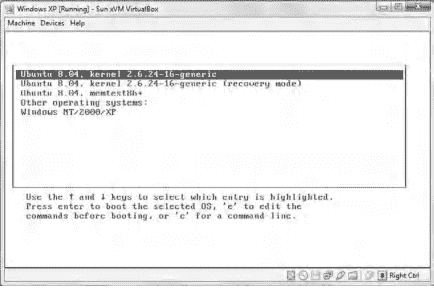 Windows XP [Running] - Sun xVM VirtualBox
Machine Devices Help
Ubuntu 8.04, kernel 2.6.24-16-generic
Ubuntu 8.04, kernel 2.6.24-16-generic (recovery mode)
Ubuntu 8.04, memtest86+
Other operating systems:
Windows NT/2000/XP
Use the ↑ and ↓ keys to select which entry is highlighted.
Press enter to boot the selected OS, 'e' to edit the
commands before booting, or 'c' for a command-line.
Right Ctrl